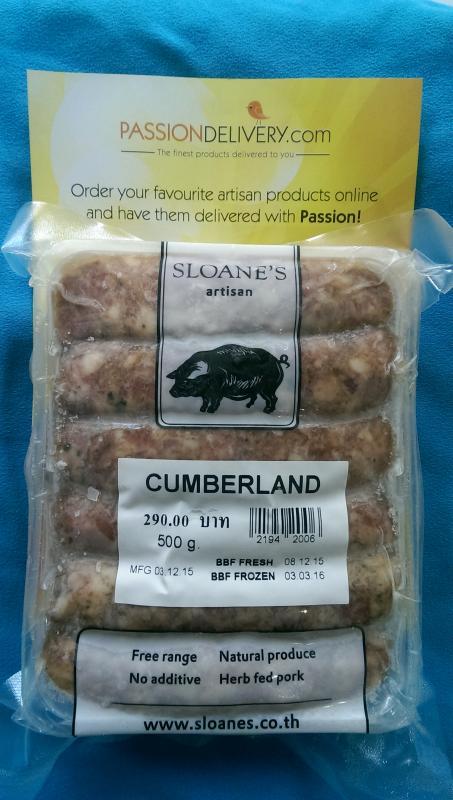 PASSIONDELIVERY.com
The finest products delivered to you
Order your favourite artisan products online
and have them delivered with Passion!
SLOANE'S
artisan
CUMBERLAND
290.00 บาท
500 g.
2194 2006
MFG 03.12.15
BBF FRESH 08.12.15
BBF FROZEN 03.03.16
Free range Natural produce
No additive Herb fed pork
www.sloanes.co.th